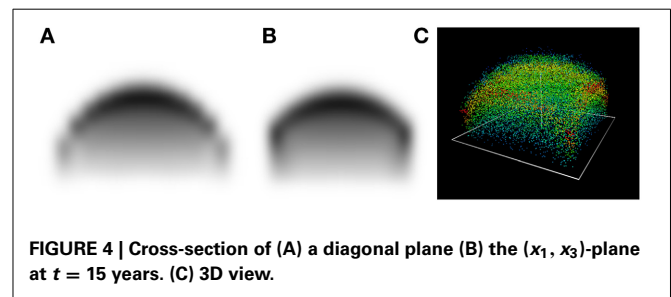 A B C
FIGURE 4 | Cross-section of (A) a diagonal plane (B) the (x₁, x₃)-plane
at t = 15 years. (C) 3D view.